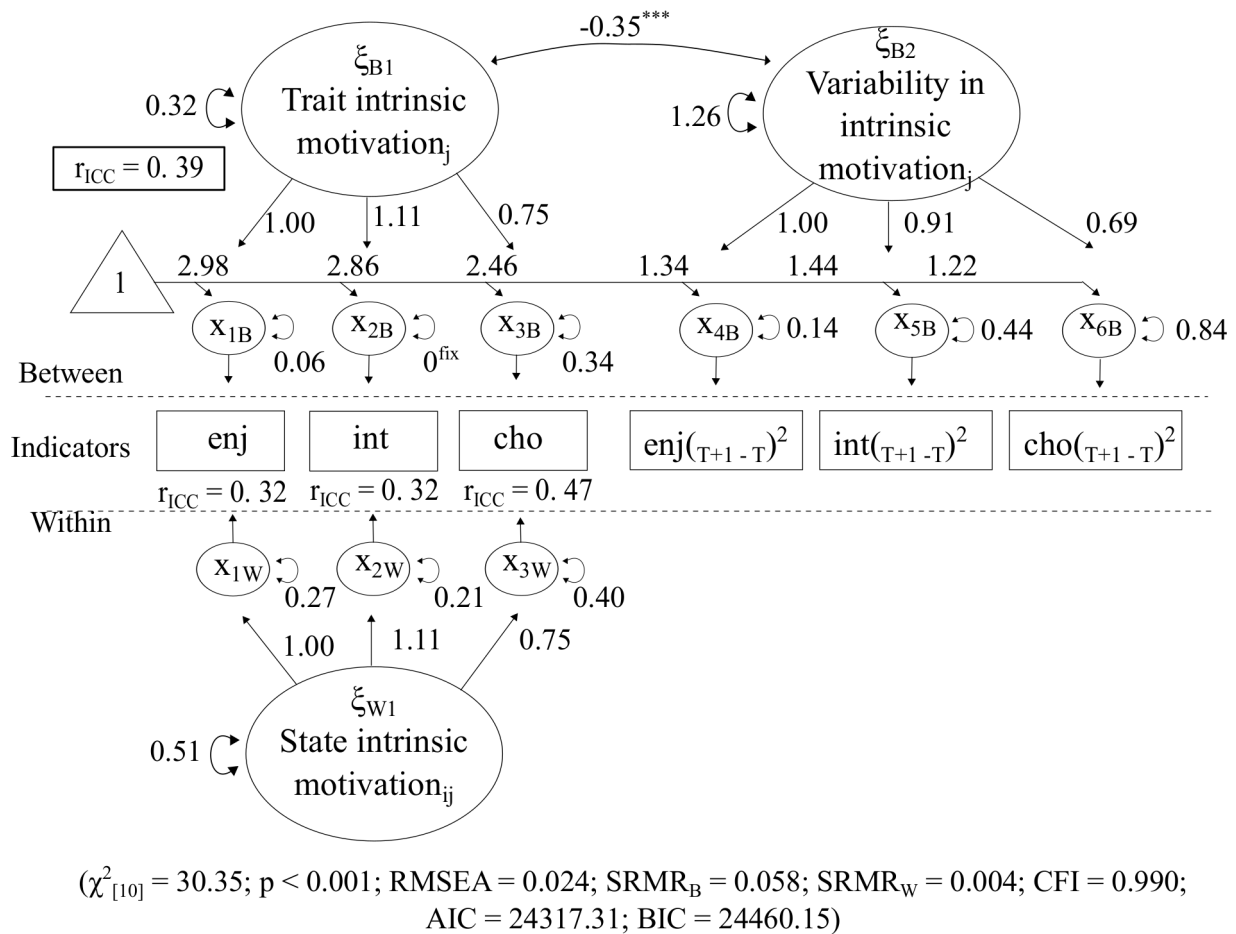 -0.35***
ξB1
Trait intrinsic
motivationj
0.32
rICC = 0. 39
ξB2
Variability in
intrinsic
motivationj
1.26
1.00
1.11
0.75
1.00
0.91
0.69
1
2.98
2.86
2.46
1.34
1.44
1.22
x1B
x2B
x3B
x4B
x5B
x6B
0.06
0fix
0.34
0.14
0.44
0.84
Between
Indicators
enj
int
cho
enj(T+1 - T)2
int(T+1 -T)2
cho(T+1 - T)2
rICC = 0. 32
rICC = 0. 32
rICC = 0. 47
Within
x1W
x2W
x3W
0.27
0.21
0.40
1.00
1.11
0.75
ξW1
State intrinsic
motivationij
0.51
(χ2[10] = 30.35; p < 0.001; RMSEA = 0.024; SRMRB = 0.058; SRMRW = 0.004; CFI = 0.990;
AIC = 24317.31; BIC = 24460.15)